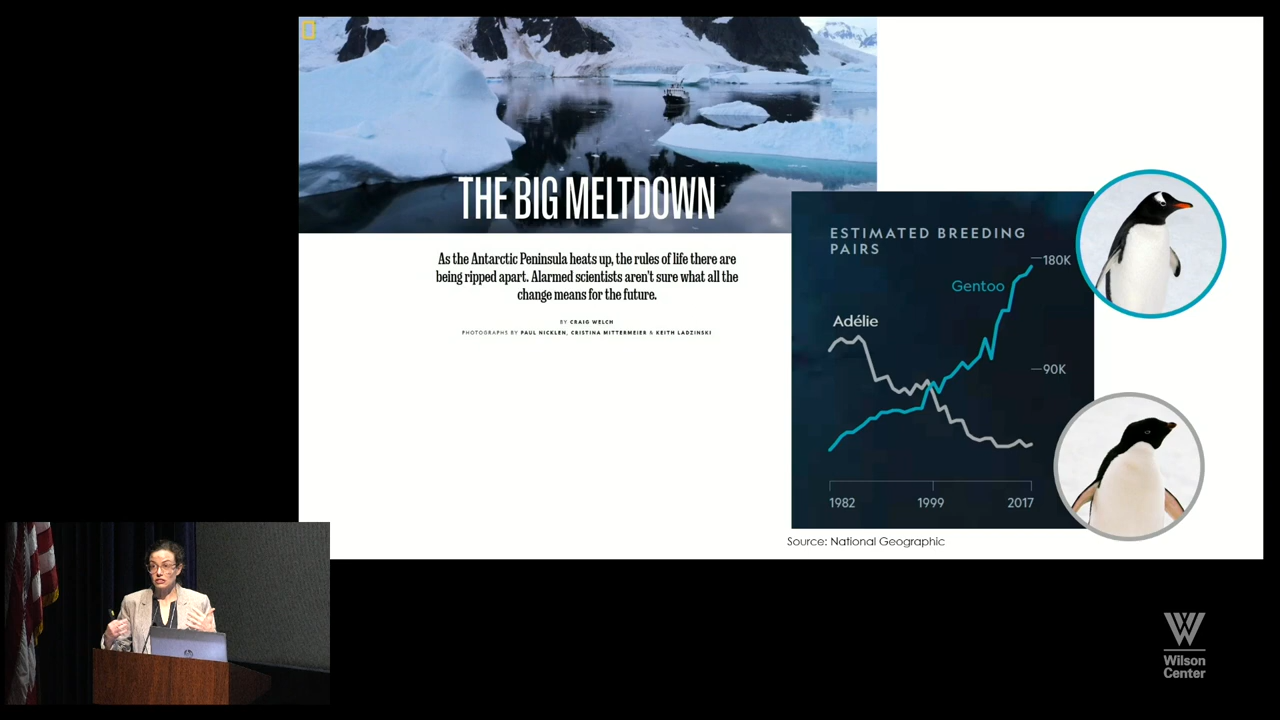 THE BIG MELTDOWN
As the Antarctic Peninsula heats up, the rules of life there are
being ripped apart. Alarmed scientists aren't sure what all the
change means for the future.
BY CRAIG WELCH
PHOTOGRAPHS BY PAUL NICKLEN, CRISTINA MITTERMEIER & KEITH LADZINSKI
ESTIMATED BREEDING
PAIRS
180K
Gentoo
Adélie
90K
1982
1999
2017
Source: National Geographic
W
Wilson
Center